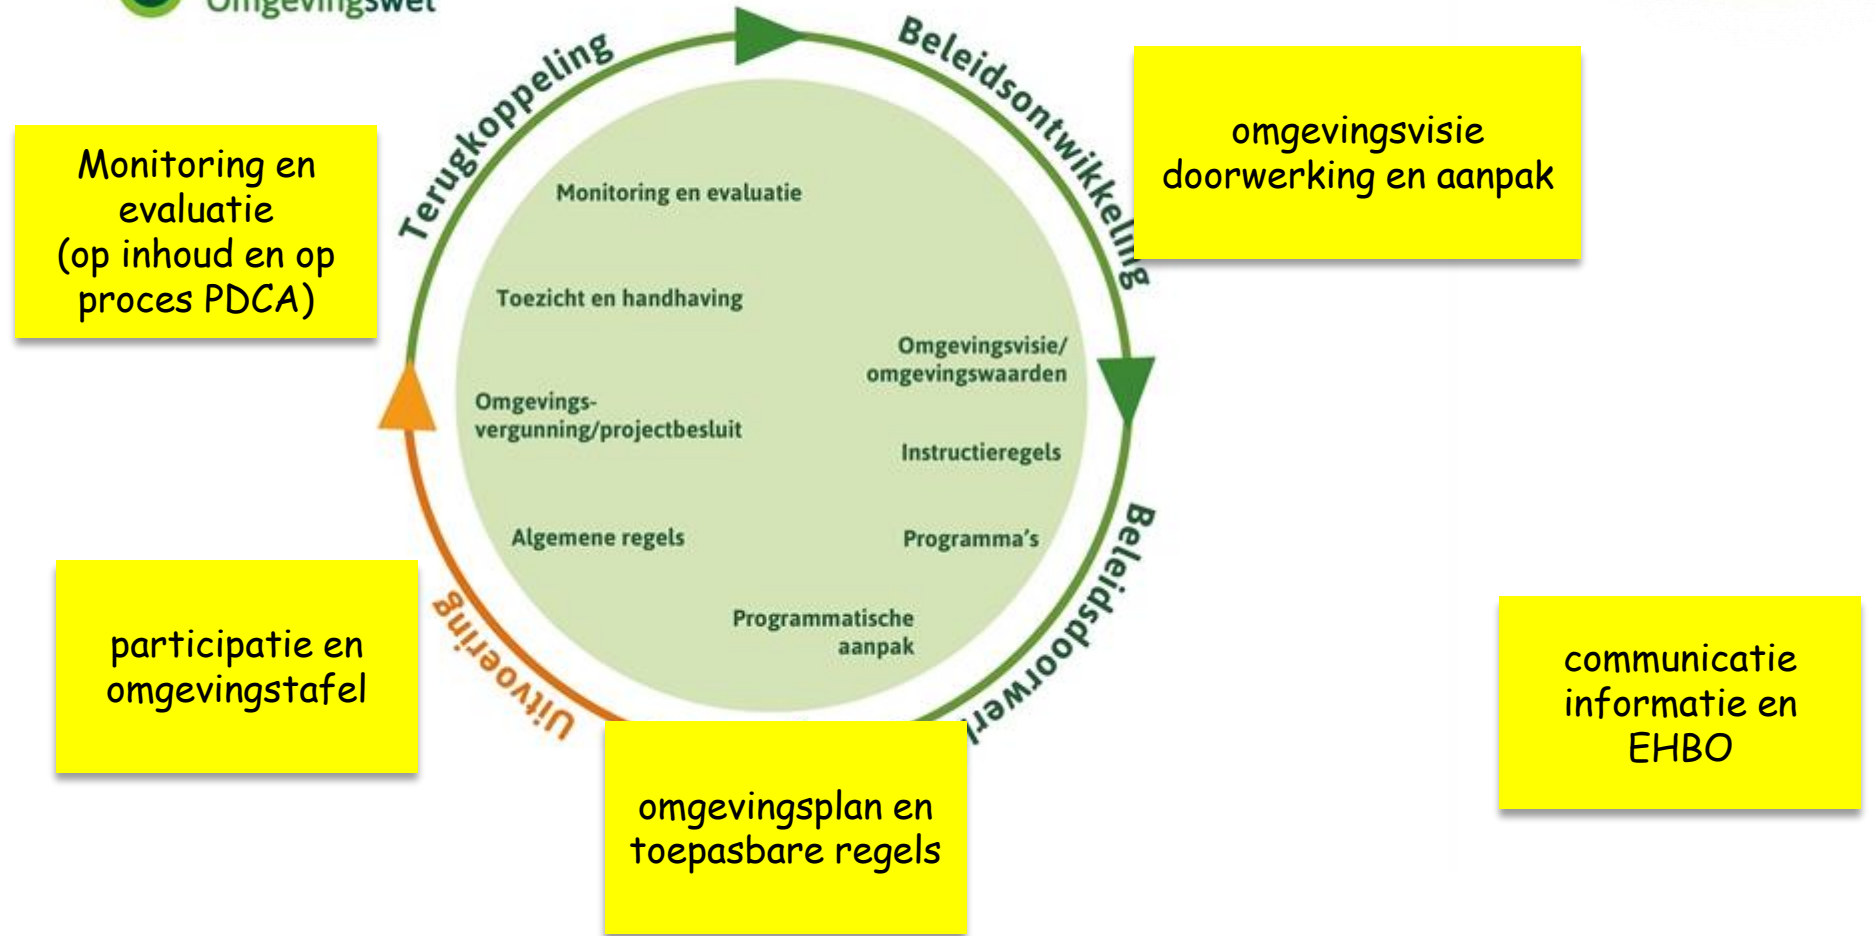 Omgevingswet
Terugkoppeling
Beleidsontwikkeling
omgevingsvisie
doorwerking en aanpak
Monitoring en
evaluatie
(op inhoud en op
proces PDCA)
Monitoring en evaluatie
Toezicht en handhaving
Omgevingsvisie/
omgevingswaarden
Omgevings-
vergunning/projectbesluit
Instructieregels
Algemene regels
Programma's
Programmatische
aanpak
Beleidsdoorwerk
Uitvoering
participatie en
omgevingstafel
communicatie
informatie en
EHBO
omgevingsplan en
toepasbare regels